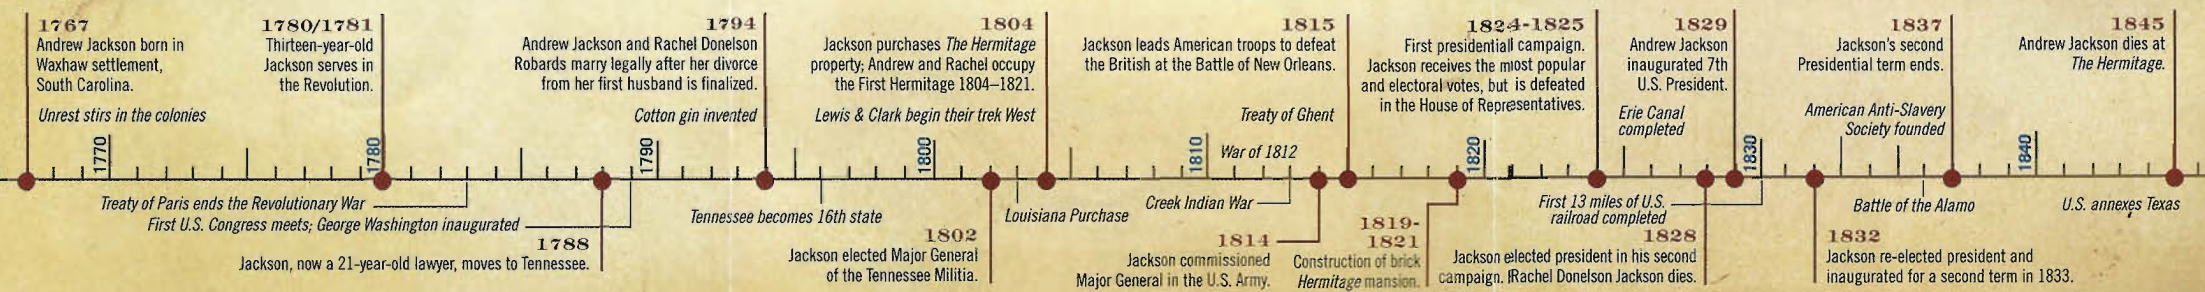 1767
Andrew Jackson born in
Waxhaw settlement,
South Carolina.
Unrest stirs in the colonies
1780/1781
Thirteen-year-old
Jackson serves in
the Revolution.
1794
Andrew Jackson and Rachel Donelson
Robards marry legally after her divorce
from her first husband is finalized.
Cotton gin invented
1804
Jackson purchases The Hermitage
property; Andrew and Rachel occupy
the First Hermitage 1804–1821.
Lewis & Clark begin their trek West
1815
Jackson leads American troops to defeat
the British at the Battle of New Orleans.
Treaty of Ghent
1824-1825
First presidential campaign.
Jackson receives the most popular
and electoral votes, but is defeated
in the House of Representatives.
1829
Andrew Jackson
inaugurated 7th
U.S. President.
Erie Canal
completed
1837
Jackson's second
Presidential term ends.
American Anti-Slavery
Society founded
1845
Andrew Jackson dies at
The Hermitage.
1770
1780
1790
1800
1810
War of 1812
1820
1830
1840
Treaty of Paris ends the Revolutionary War
First U.S. Congress meets; George Washington inaugurated
1788
Jackson, now a 21-year-old lawyer, moves to Tennessee.
Tennessee becomes 16th state
1802
Jackson elected Major General
of the Tennessee Militia.
Louisiana Purchase
Creek Indian War
1814
Jackson commissioned
Major General in the U.S. Army.
1819-
1821
Construction of brick
Hermitage mansion.
First 13 miles of U.S.
railroad completed
1828
Jackson elected president in his second
campaign. Rachel Donelson Jackson dies.
1832
Jackson re-elected president and
inaugurated for a second term in 1833.
Battle of the Alamo
U.S. annexes Texas